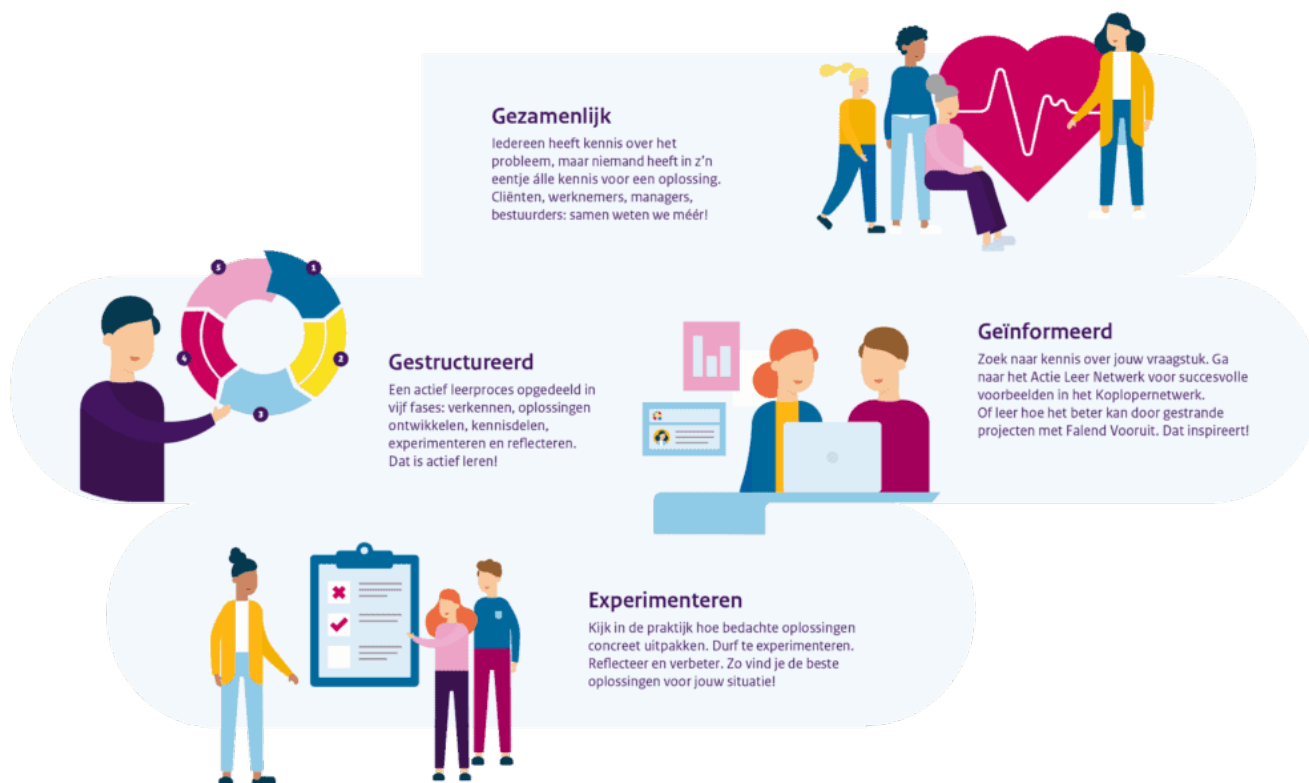 Gezamenlijk
Iedereen heeft kennis over het
probleem, maar niemand heeft in z'n
eentje álle kennis voor een oplossing.
Cliënten, werknemers, managers,
bestuurders: samen weten we méér!
5
1
4
2
3
Gestructureerd
Een actief leerproces opgedeeld in
vijf fases: verkennen, oplossingen
ontwikkelen, kennisdelen,
experimenteren en reflecteren.
Dat is actief leren!
Geïnformeerd
Zoek naar kennis over jouw vraagstuk. Ga
naar het Actie Leer Netwerk voor succesvolle
voorbeelden in het Koplopernetwerk.
Of leer hoe het beter kan door gestrande
projecten met Falend Vooruit. Dat inspireert!
Experimenteren
Kijk in de praktijk hoe bedachte oplossingen
concreet uitpakken. Durf te experimenteren.
Reflecteer en verbeter. Zo vind je de beste
oplossingen voor jouw situatie!